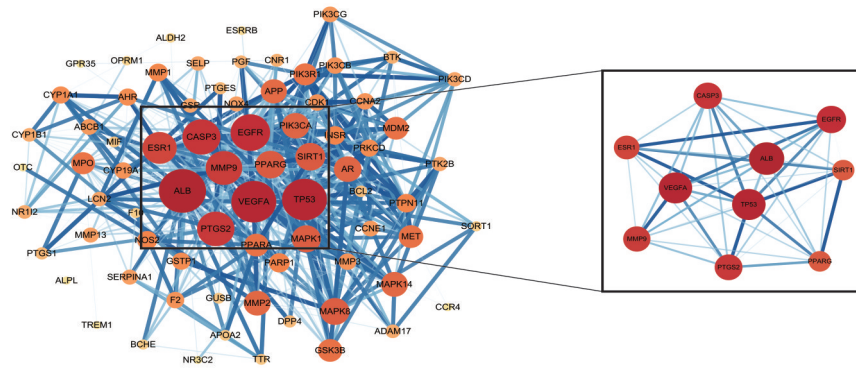 PIK3CG
ESRRB
ALDH2
OPRM1
GPR35
SELP
PGF
CNR1
PIK3CB
BTK
MMP1
PIK3R1
PIK3CD
PTGES
APP
CYP1A1
AHR
GSR
NOX4
CDK1
CCNA2
ABCB1
CASP3
EGFR
PIK3CA
INSR
MDM2
CYP1B1
MIF
ESR1
PRKCD
MPO
MMP9
PPARG
SIRT1
AR
PTK2B
OTC
CYP19A1
ALB
BCL2
LCN2
VEGFA
TP53
PTPN11
NR1I2
F10
PTGS2
CCNE1
SORT1
MMP13
NOS2
PPARA
MAPK1
MET
PTGS1
GSTP1
PARP1
MMP3
ALPL
SERPINA1
MAPK14
F2
GUSB
MMP2
MAPK8
CCR4
TREM1
DPP4
ADAM17
BCHE
APOA2
GSK3B
NR3C2
TTR
CASP3
EGFR
ESR1
ALB
SIRT1
VEGFA
TP53
MMP9
PTGS2
PPARG